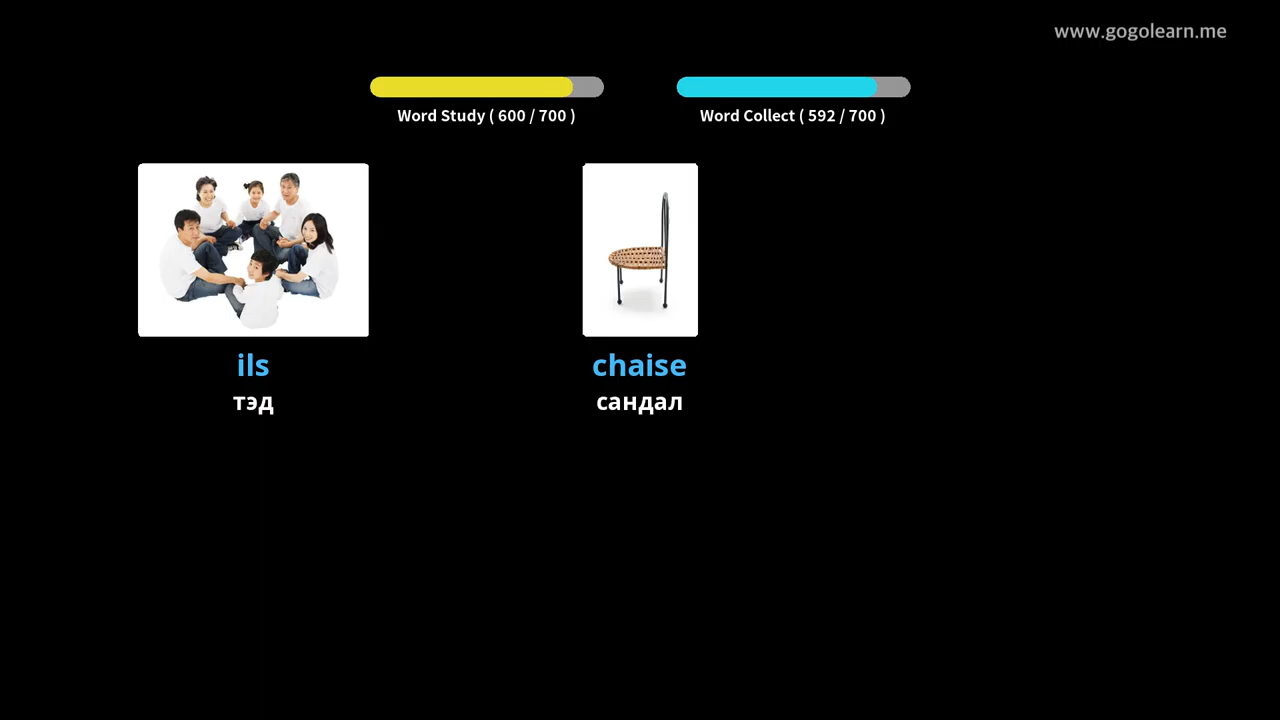 www.gogolearn.me
Word Study ( 600 / 700 )
Word Collect ( 592 / 700 )
ils
тэд
chaise
сандал